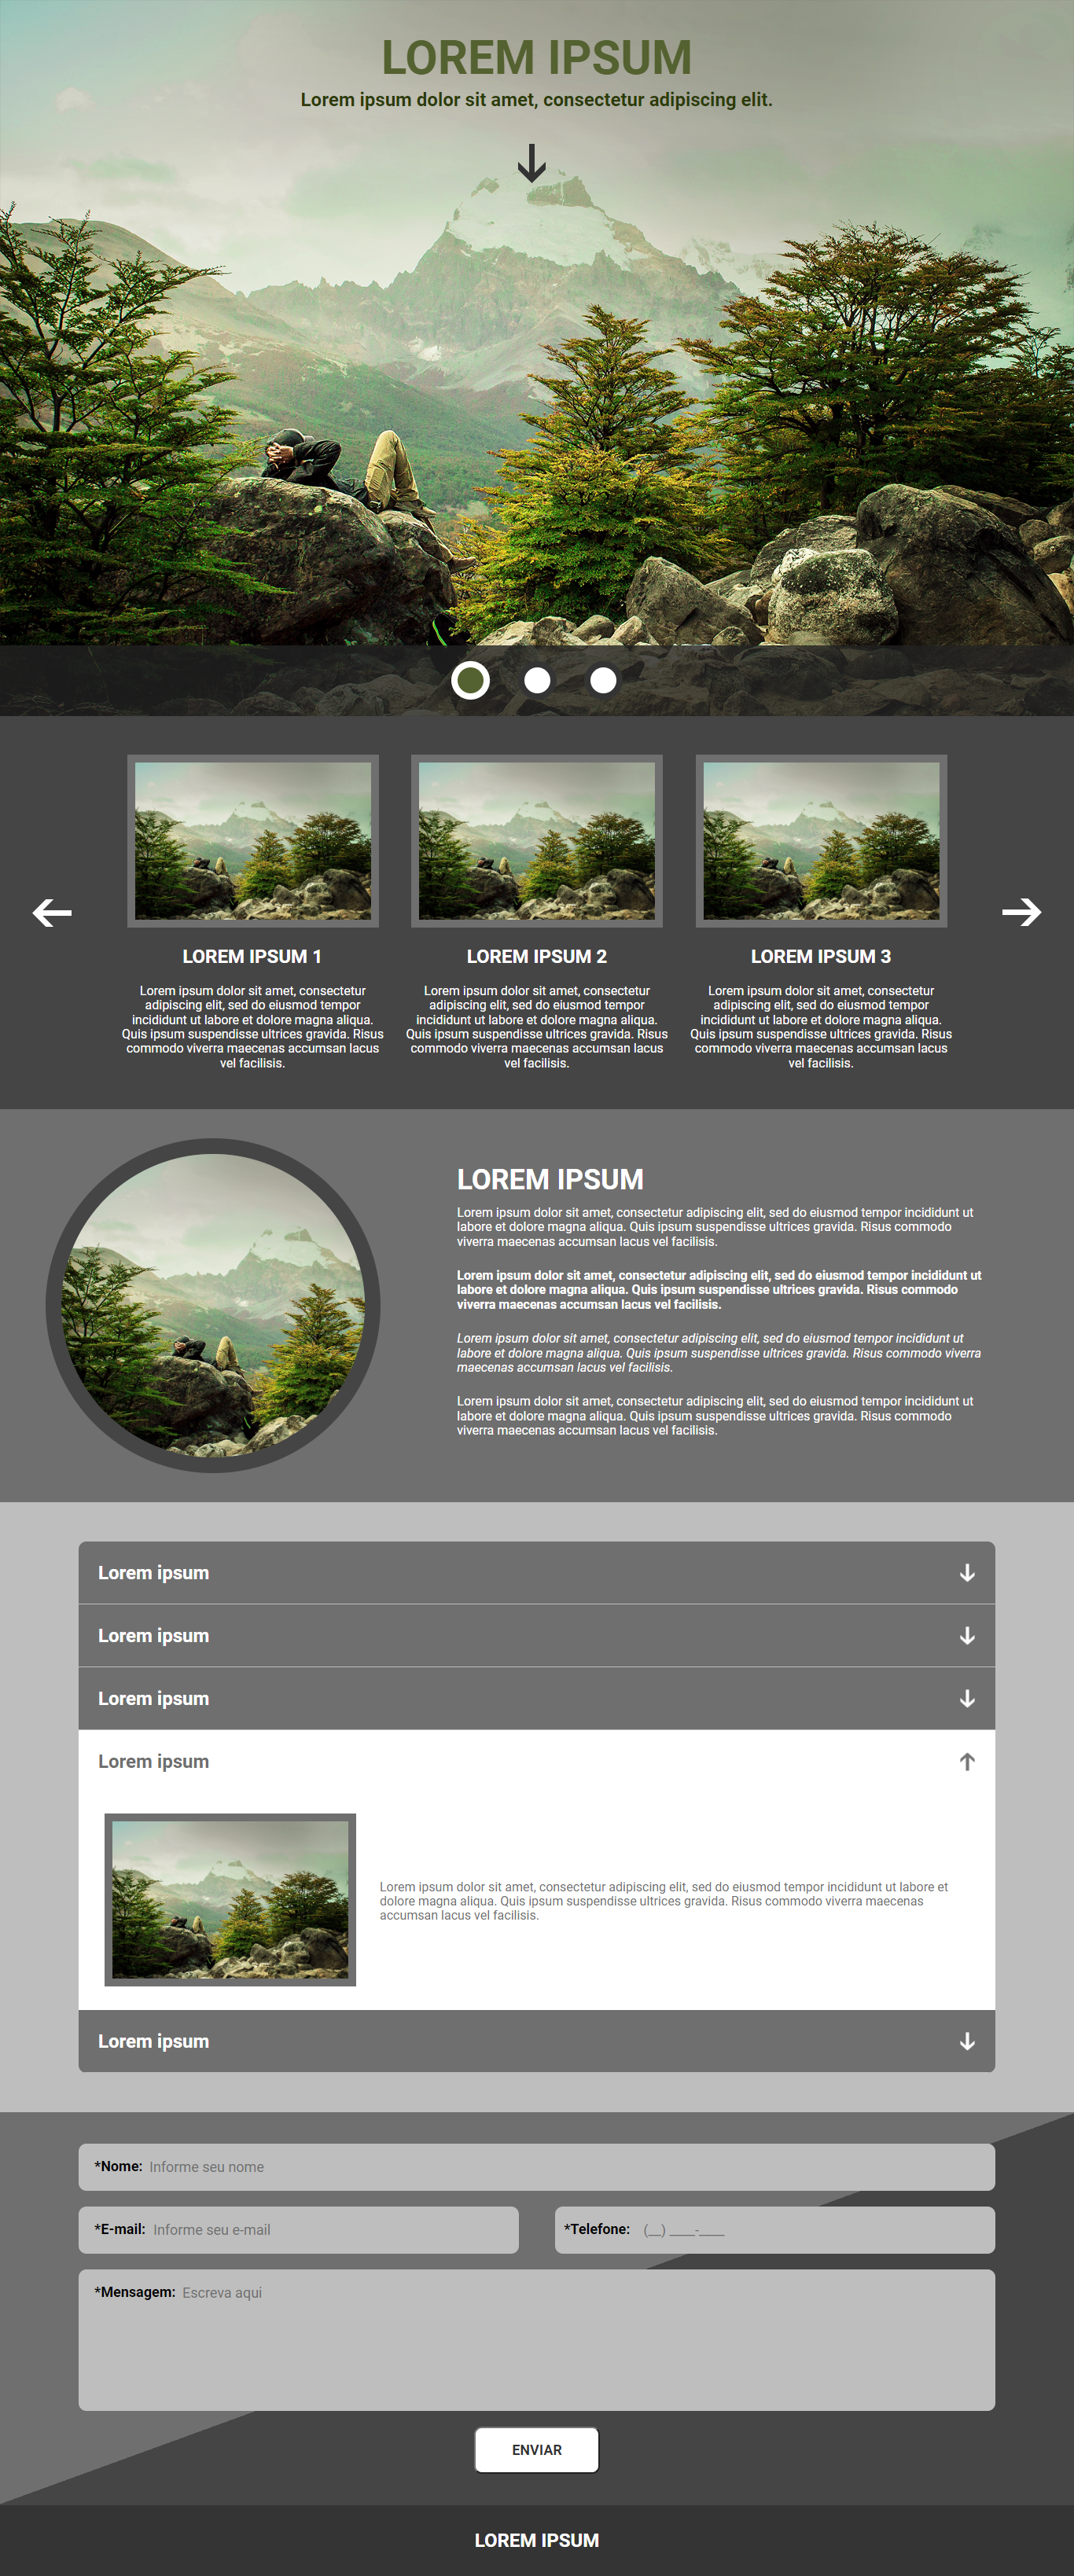 LOREM IPSUM
Lorem ipsum dolor sit amet, consectetur adipiscing elit.
LOREM IPSUM 1
Lorem ipsum dolor sit amet, consectetur
adipiscing elit, sed do eiusmod tempor
incididunt ut labore et dolore magna aliqua.
Quis ipsum suspendisse ultrices gravida. Risus
commodo viverra maecenas accumsan lacus
vel facilisis.
LOREM IPSUM 2
Lorem ipsum dolor sit amet, consectetur
adipiscing elit, sed do eiusmod tempor
incididunt ut labore et dolore magna aliqua.
Quis ipsum suspendisse ultrices gravida. Risus
commodo viverra maecenas accumsan lacus
vel facilisis.
LOREM IPSUM 3
Lorem ipsum dolor sit amet, consectetur
adipiscing elit, sed do eiusmod tempor
incididunt ut labore et dolore magna aliqua.
Quis ipsum suspendisse ultrices gravida. Risus
commodo viverra maecenas accumsan lacus
vel facilisis.
LOREM IPSUM
Lorem ipsum dolor sit amet, consectetur adipiscing elit, sed do eiusmod tempor incididunt ut
labore et dolore magna aliqua. Quis ipsum suspendisse ultrices gravida. Risus commodo
viverra maecenas accumsan lacus vel facilisis.
Lorem ipsum dolor sit amet, consectetur adipiscing elit, sed do eiusmod tempor incididunt ut
labore et dolore magna aliqua. Quis ipsum suspendisse ultrices gravida. Risus commodo
viverra maecenas accumsan lacus vel facilisis.
Lorem ipsum dolor sit amet, consectetur adipiscing elit, sed do eiusmod tempor incididunt ut
labore et dolore magna aliqua. Quis ipsum suspendisse ultrices gravida. Risus commodo viverra
maecenas accumsan lacus vel facilisis.
Lorem ipsum dolor sit amet, consectetur adipiscing elit, sed do eiusmod tempor incididunt ut
labore et dolore magna aliqua. Quis ipsum suspendisse ultrices gravida. Risus commodo
viverra maecenas accumsan lacus vel facilisis.
Lorem ipsum
Lorem ipsum
Lorem ipsum
Lorem ipsum
Lorem ipsum dolor sit amet, consectetur adipiscing elit, sed do eiusmod tempor incididunt ut labore et
dolore magna aliqua. Quis ipsum suspendisse ultrices gravida. Risus commodo viverra maecenas
accumsan lacus vel facilisis.
Lorem ipsum
*Nome: Informe seu nome
*E-mail: Informe seu e-mail
*Telefone: (__) ____-____
*Mensagem: Escreva aqui
ENVIAR
LOREM IPSUM